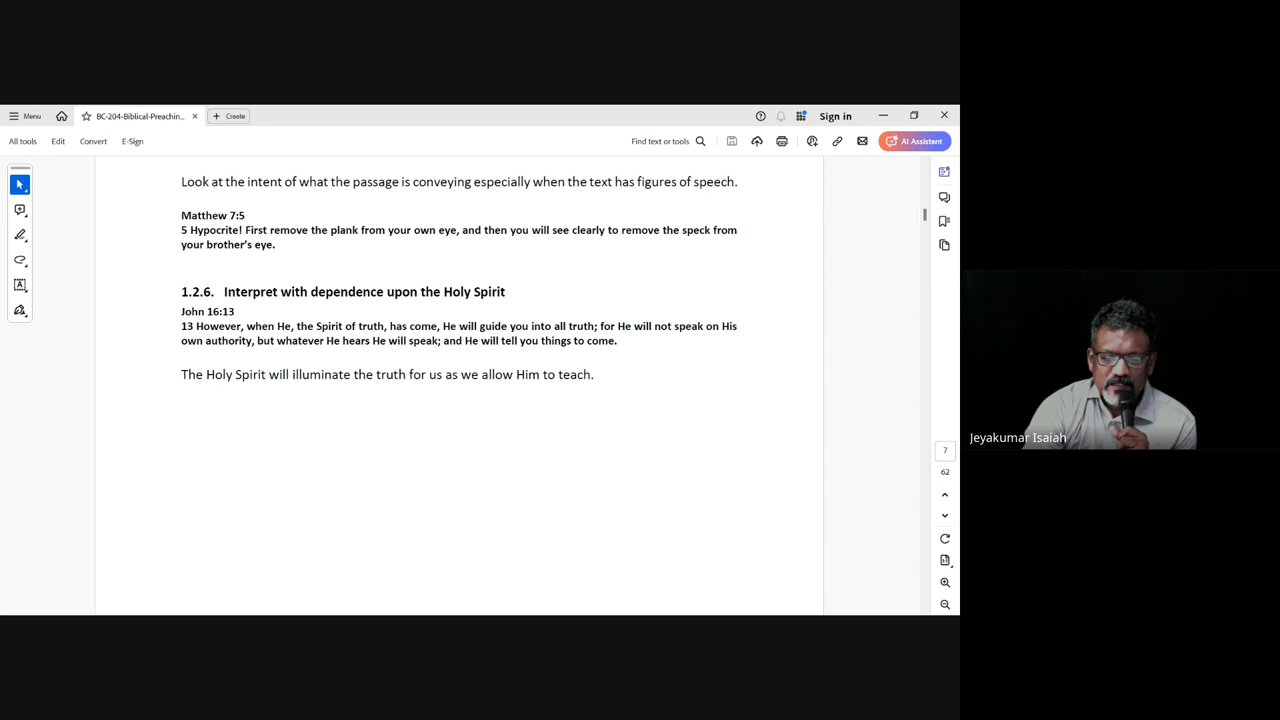 Menu
BC-204-Biblical-Preachin...
Create
Sign in
All tools
Edit
Convert
E-Sign
Find text or tools
AI Assistant
Look at the intent of what the passage is conveying especially when the text has figures of speech.
Matthew 7:5
5 Hypocrite! First remove the plank from your own eye, and then you will see clearly to remove the speck from
your brother’s eye.
1.2.6. Interpret with dependence upon the Holy Spirit
John 16:13
13 However, when He, the Spirit of truth, has come, He will guide you into all truth; for He will not speak on His
own authority, but whatever He hears He will speak; and He will tell you things to come.
The Holy Spirit will illuminate the truth for us as we allow Him to teach.
7
62
Jeyakumar Isaiah